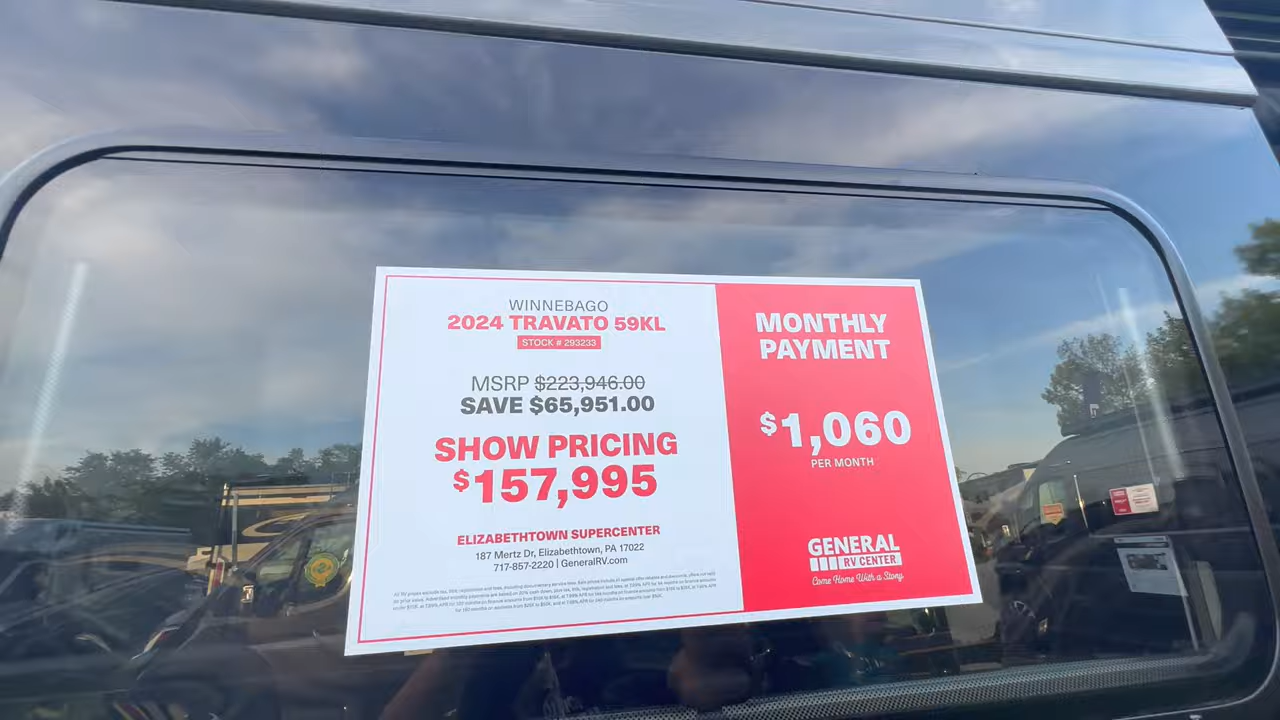 WINNEBAGO
2024 TRAVATO 59KL
STOCK # 293233
MSRP $223,946.00
SAVE $65,951.00
SHOW PRICING
$157,995
ELIZABETHTOWN SUPERCENTER
187 Mertz Dr, Elizabethtown, PA 17022
717-857-2220 | GeneralRV.com
MONTHLY
PAYMENT
$1,060
PER MONTH
GENERAL
RV CENTER
Come Home With a Story